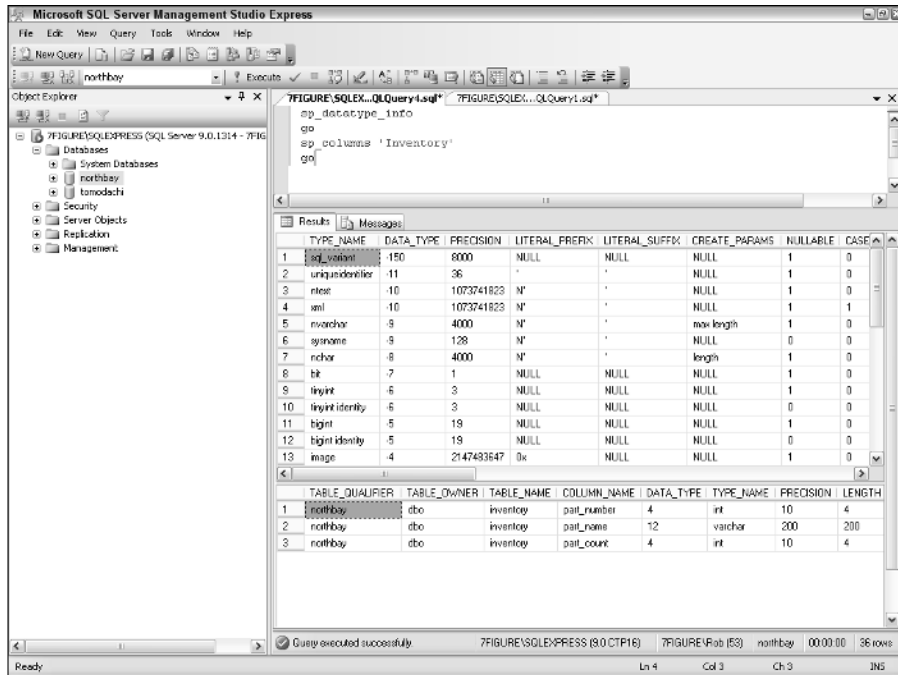 Microsoft SQL Server Management Studio Express
File Edit View Query Tools Window Help
New Query
northbay Execute
Object Explorer
7FIGURE\SQLEX...QLQuery4.sql* 7FIGURE\SQLEX...QLQuery1.sql*
7FIGURE\SQLEXPRESS (SQL Server 9.0.1314 - 7FIG
Databases
System Databases
northbay
tomodachi
Security
Server Objects
Replication
Management
sp_datatype_info
go
sp_columns 'Inventory'
go
Results Messages
TYPE_NAME DATA_TYPE PRECISION LITERAL_PREFIX LITERAL_SUFFIX CREATE_PARAMS NULLABLE CASE
1 sql_variant -150 8000 NULL NULL NULL 1 0
2 uniqueidentifier -11 36 ' ' NULL 1 0
3 ntext -10 1073741823 N' ' NULL 1 0
4 xml -10 1073741823 N' ' NULL 1 1
5 nvarchar -9 4000 N' ' max length 1 0
6 sysname -9 128 N' ' NULL 0 0
7 nchar -8 4000 N' ' length 1 0
8 bit -7 1 NULL NULL NULL 1 0
9 tinyint -6 3 NULL NULL NULL 1 0
10 tinyint identity -6 3 NULL NULL NULL 0 0
11 bigint -5 19 NULL NULL NULL 1 0
12 bigint identity -5 19 NULL NULL NULL 0 0
13 image -4 2147483647 0x NULL NULL 1 0
TABLE_QUALIFIER TABLE_OWNER TABLE_NAME COLUMN_NAME DATA_TYPE TYPE_NAME PRECISION LENGTH
1 northbay dbo inventory part_number 4 int 10 4
2 northbay dbo inventory part_name 12 varchar 200 200
3 northbay dbo inventory part_count 4 int 10 4
Query executed successfully. 7FIGURE\SQLEXPRESS (9.0 CTP16) 7FIGURE\Rob (53) northbay 00:00:00 36 rows
Ready Ln 4 Col 3 Ch 3 INS